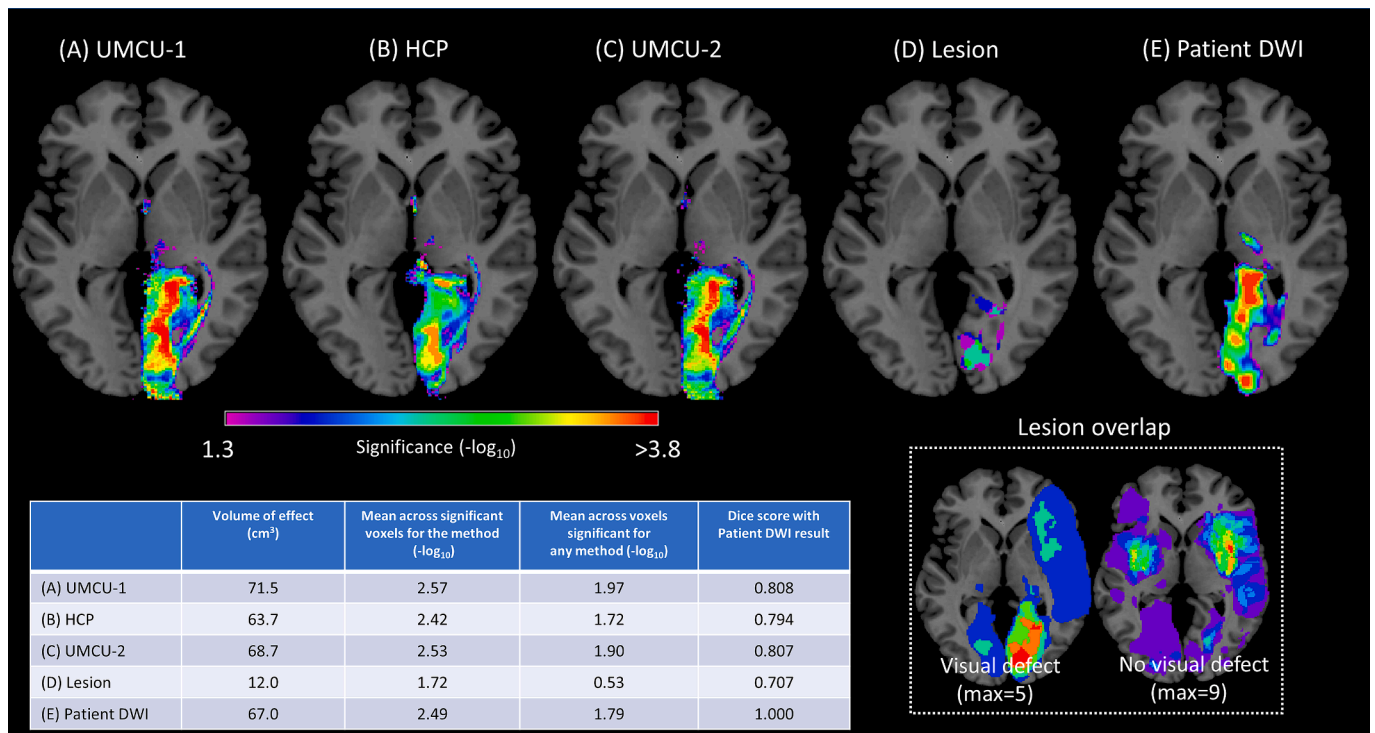 (A) UMCU-1
(B) HCP
(C) UMCU-2
(D) Lesion
(E) Patient DWI
1.3
Significance (-log10)
>3.8
Lesion overlap
Visual defect
(max=5)
No visual defect
(max=9)
Volume of effect
(cm³)
Mean across significant
voxels for the method
(-log10)
Mean across voxels
significant for
any method (-log10)
Dice score with
Patient DWI result
(A) UMCU-1 71.5 2.57 1.97 0.808
(B) HCP 63.7 2.42 1.72 0.794
(C) UMCU-2 68.7 2.53 1.90 0.807
(D) Lesion 12.0 1.72 0.53 0.707
(E) Patient DWI 67.0 2.49 1.79 1.000